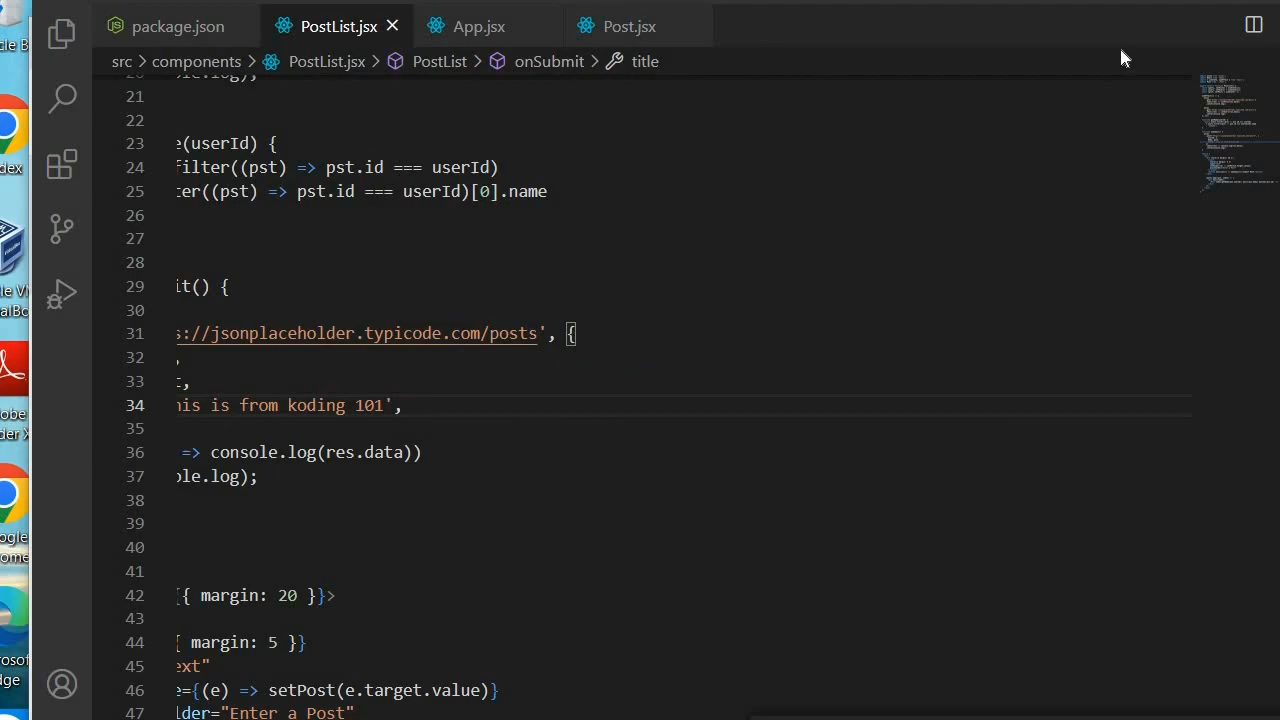 package.json PostList.jsx App.jsx Post.jsx
src components PostList.jsx PostList onSubmit title
21
22
23 e(userId) {
24 filter((pst) => pst.id === userId)
25 ter((pst) => pst.id === userId)[0].name
26
27
28
29 it() {
30
31 s://jsonplaceholder.typicode.com/posts', {
32 ,
33 t,
34 his is from koding 101',
35
36 => console.log(res.data))
37 ole.log);
38
39
40
41
42 {{ margin: 20 }}>
43
44 { margin: 5 }}
45 ext"
46 e={(e) => setPost(e.target.value)}
47 lder="Enter a Post"